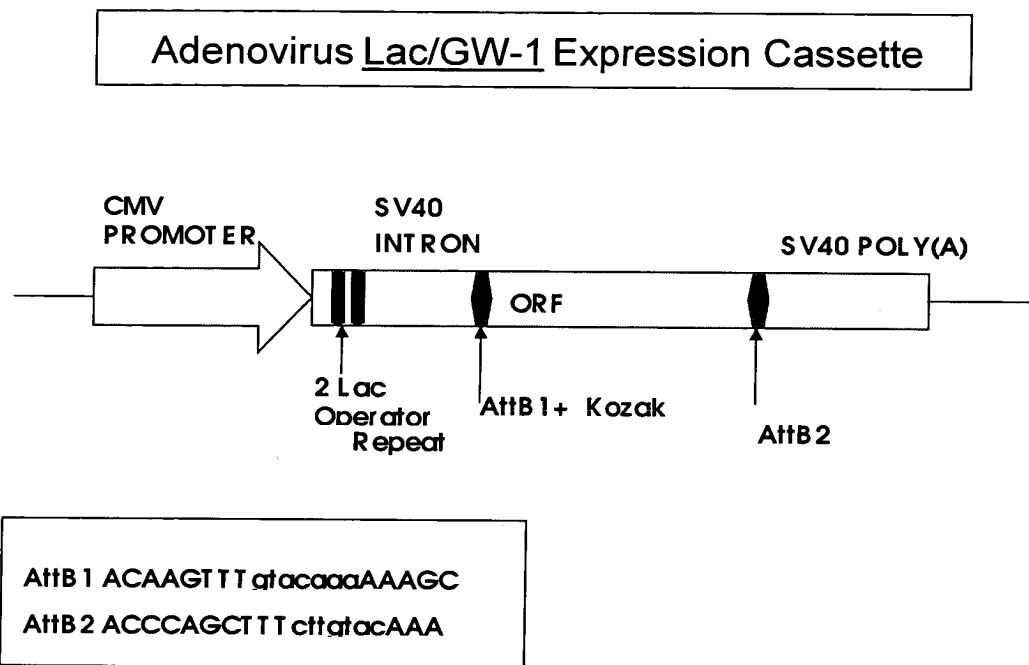 Adenovirus Lac/GW-1 Expression Cassette
CMV
PROMOTER
SV40
INTRON
SV40 POLY(A)
ORF
2 Lac
Operator
Repeat
AttB1+ Kozak
AttB2
AttB1 ACAAGTTTgtacaaaAAAGC
AttB2 ACCCAGCTTTcttgtacAAA